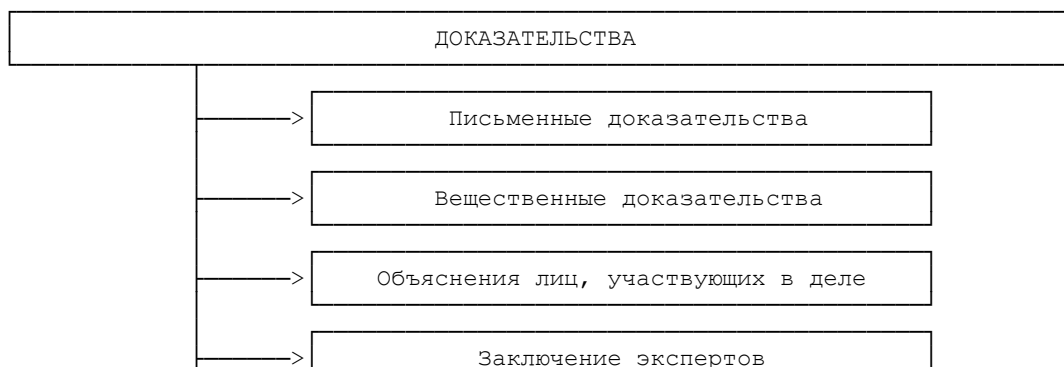 ДОКАЗАТЕЛЬСТВА
Письменные доказательства
Вещественные доказательства
Объяснения лиц, участвующих в деле
Заключение экспертов